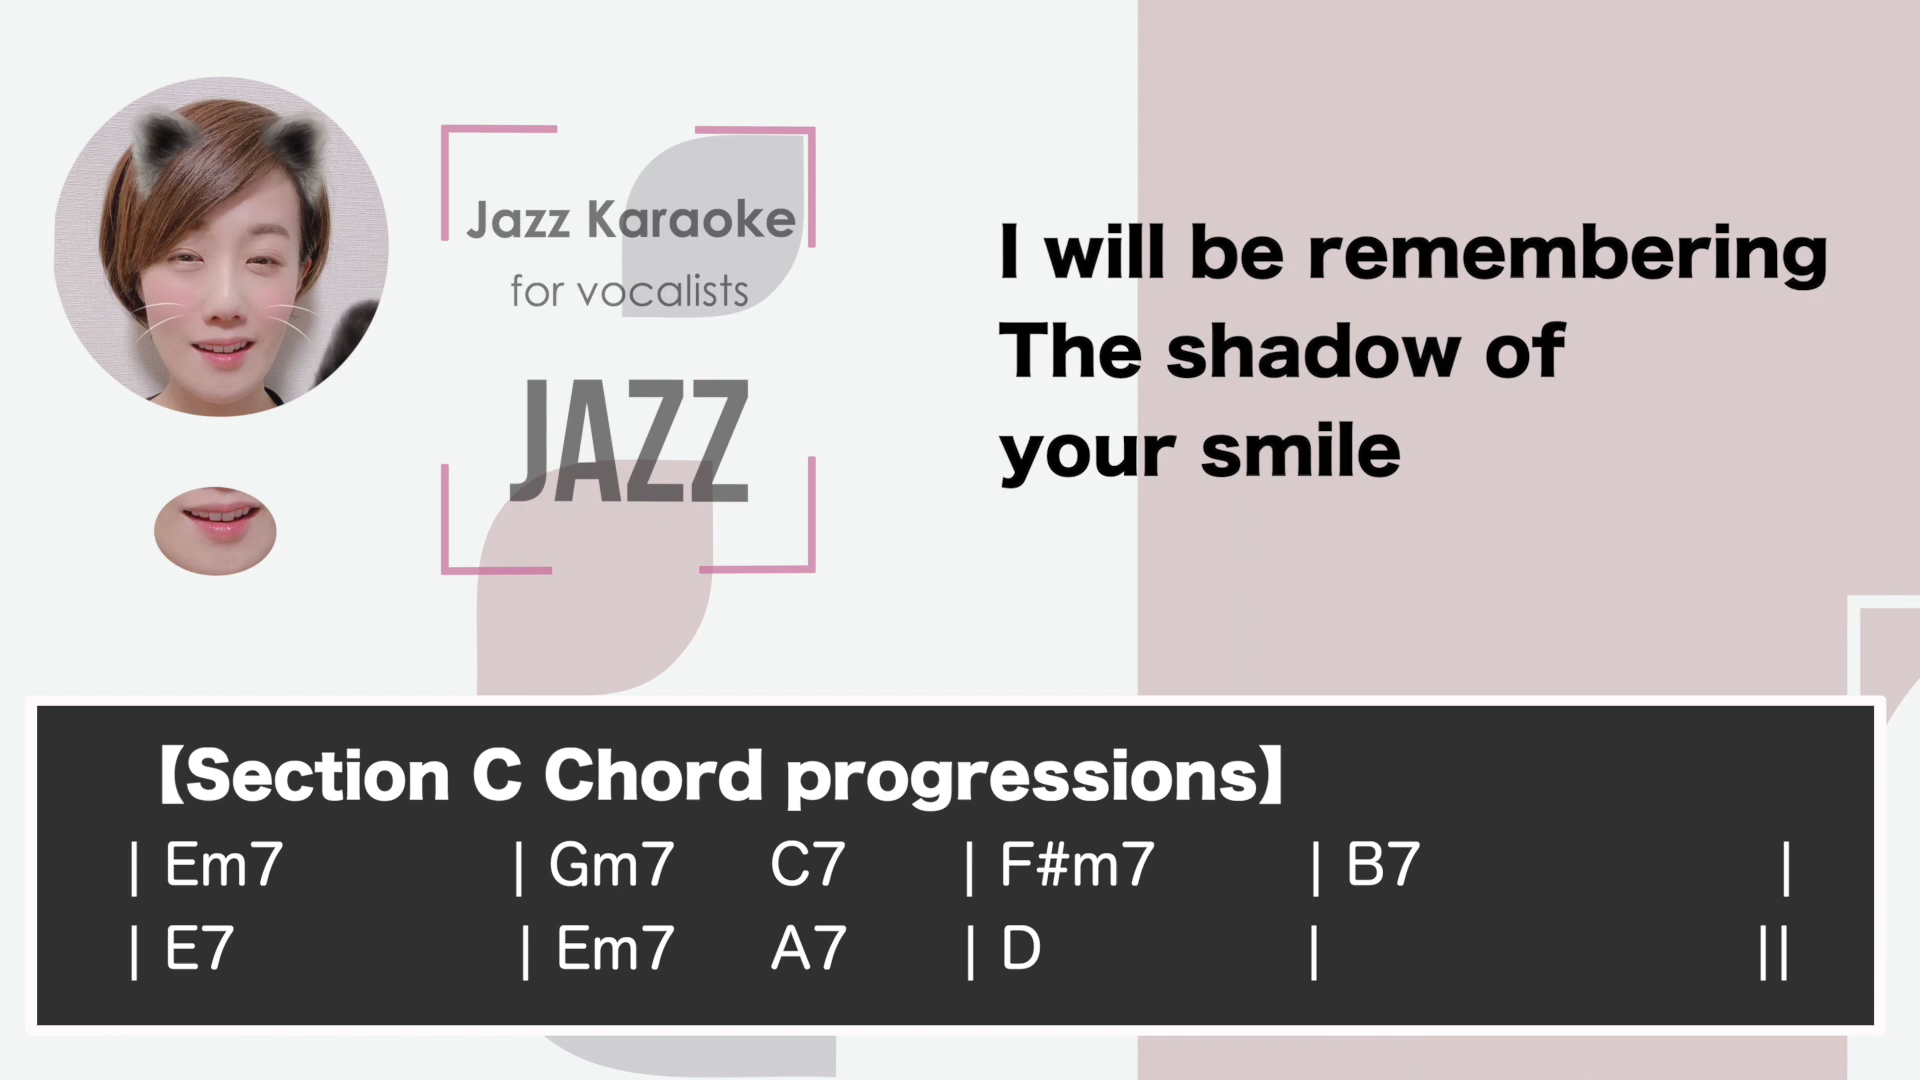 Jazz Karaoke
for vocalists
JAZZ
I will be remembering
The shadow of
your smile
【Section C Chord progressions】
| Em7 | Gm7 C7 | F#m7 | B7 |
| E7 | Em7 A7 | D | ||